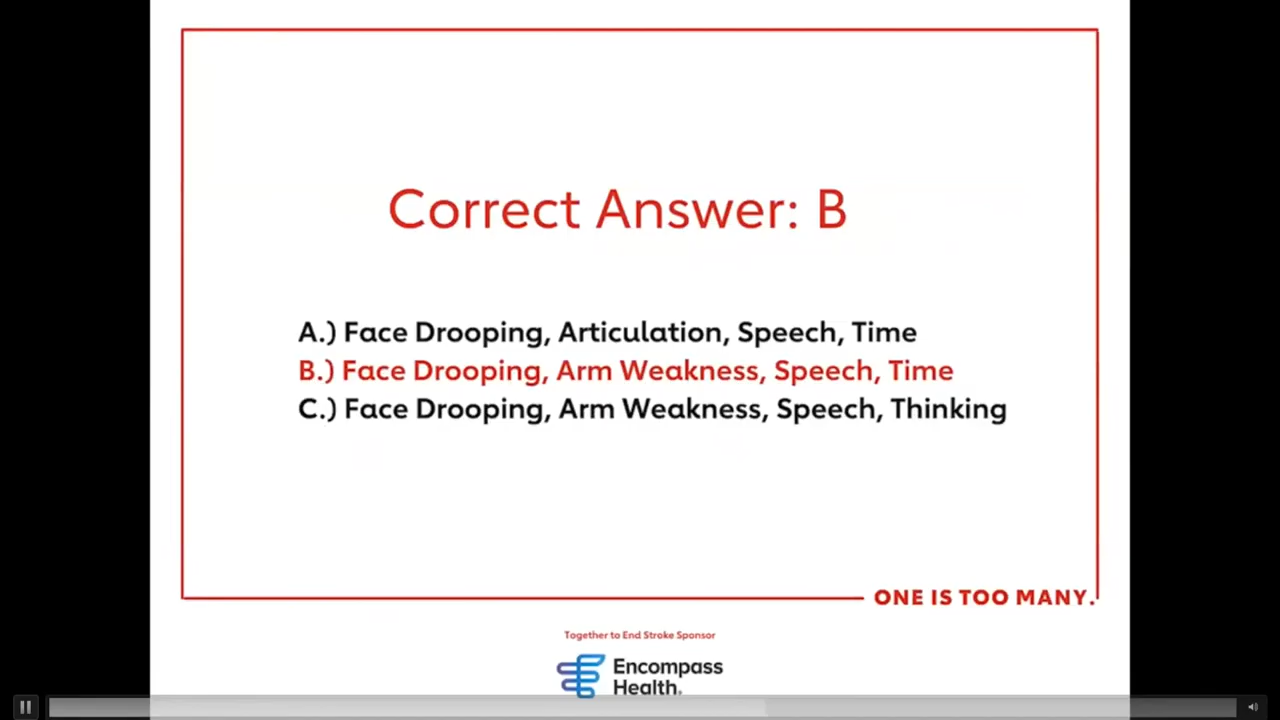 Correct Answer: B
A.) Face Drooping, Articulation, Speech, Time
B.) Face Drooping, Arm Weakness, Speech, Time
C.) Face Drooping, Arm Weakness, Speech, Thinking
ONE IS TOO MANY.
Together to End Stroke Sponsor
Encompass
Health.